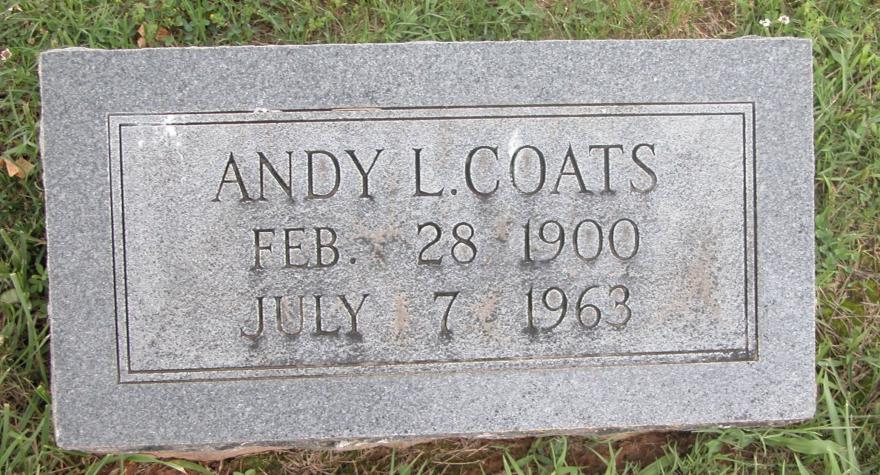 ANDY L. COATS
FEB. 28 1900
JULY 7 1963